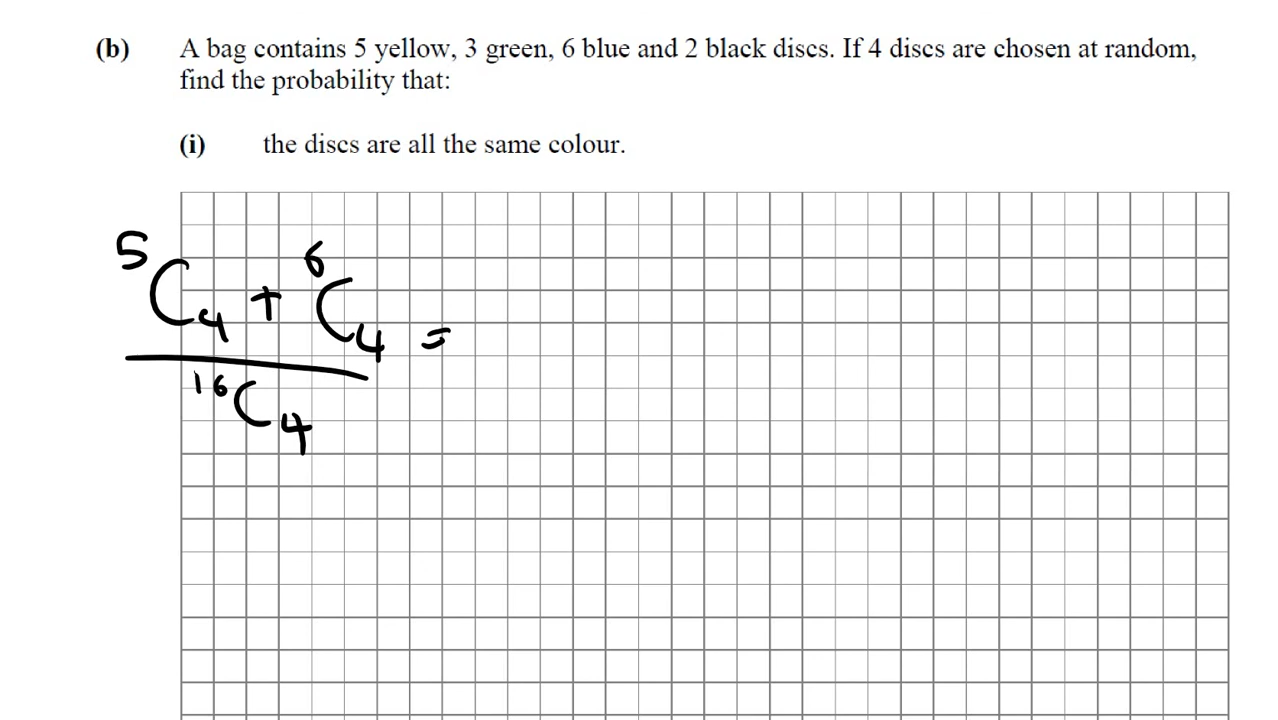 (b) A bag contains 5 yellow, 3 green, 6 blue and 2 black discs. If 4 discs are chosen at random,
find the probability that:
(i) the discs are all the same colour.
⁵C₄ + ⁶C₄ =
¹⁶C₄